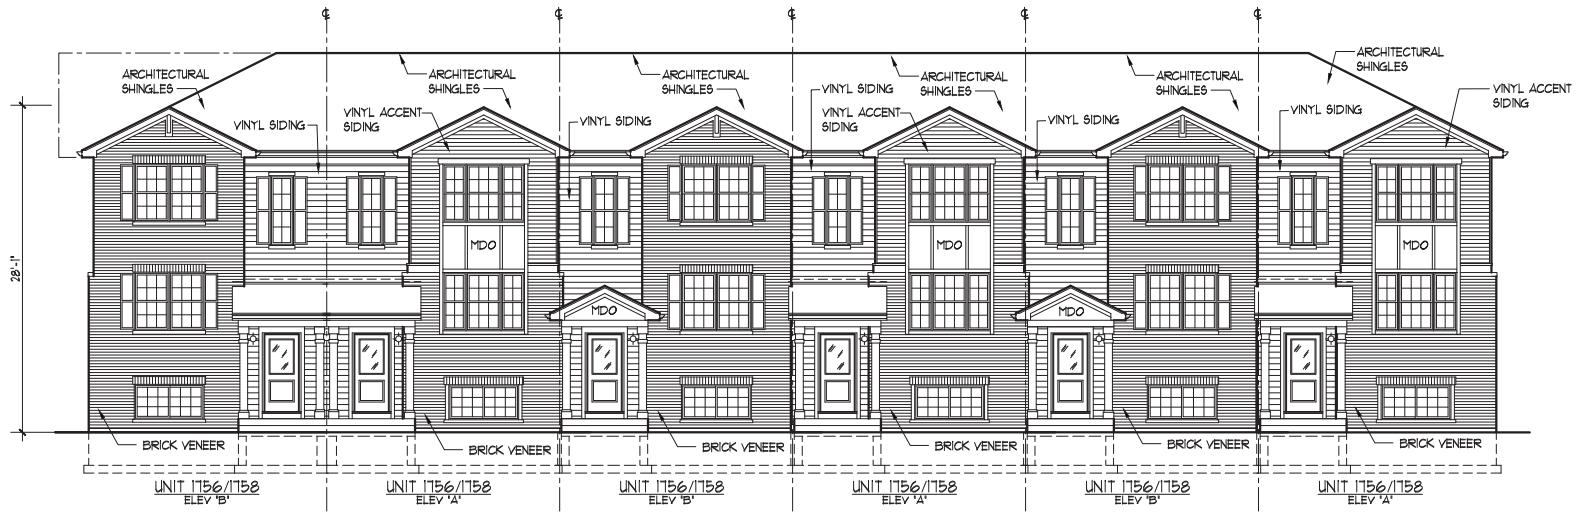 ARCHITECTURAL
SHINGLES
ARCHITECTURAL
SHINGLES
ARCHITECTURAL
SHINGLES
ARCHITECTURAL
SHINGLES
ARCHITECTURAL
SHINGLES
ARCHITECTURAL
SHINGLES
VINYL SIDING
VINYL ACCENT
SIDING
VINYL SIDING
VINYL SIDING
VINYL ACCENT
SIDING
VINYL SIDING
VINYL SIDING
VINYL ACCENT
SIDING
28'-1"
MDO
MDO
MDO
MDO
MDO
BRICK VENEER
BRICK VENEER
BRICK VENEER
BRICK VENEER
BRICK VENEER
BRICK VENEER
UNIT 1756/1758
ELEV "B"
UNIT 1756/1758
ELEV "A"
UNIT 1756/1758
ELEV "B"
UNIT 1756/1758
ELEV "A"
UNIT 1756/1758
ELEV "B"
UNIT 1756/1758
ELEV "A"